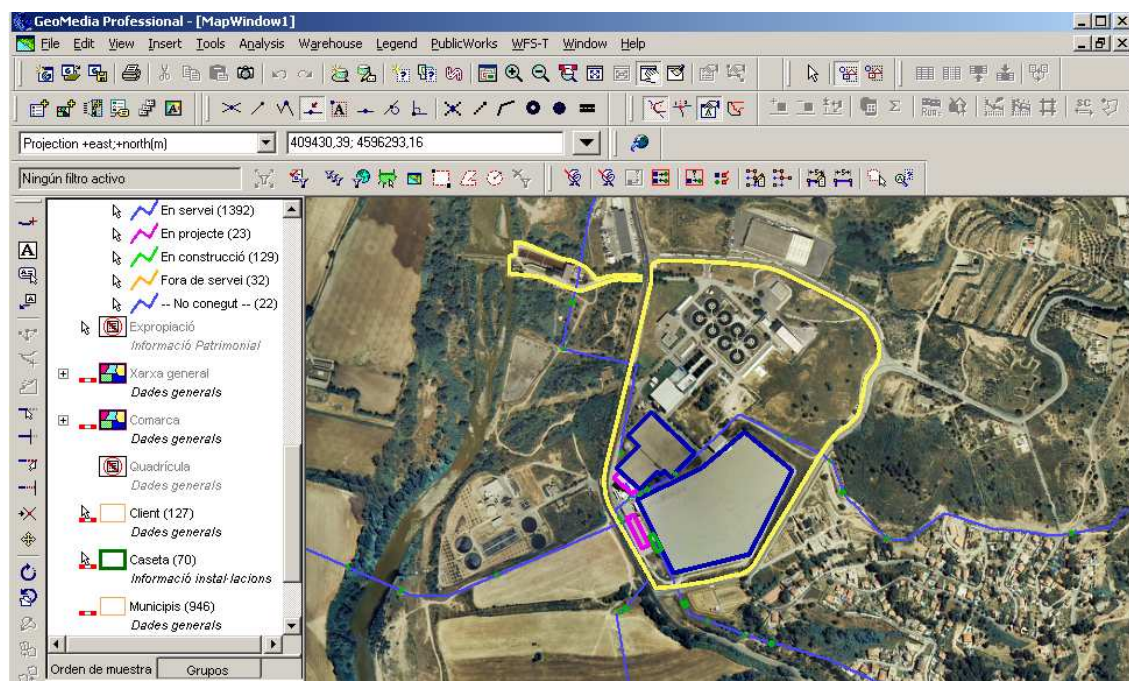 GeoMedia Professional - [MapWindow1]
File Edit View Insert Tools Analysis Warehouse Legend PublicWorks WFS-T Window Help
Projection +east;+north(m)
409430,39; 4596293,16
Ningún filtro activo
En servei (1392)
En projecte (23)
En construcció (129)
Fora de servei (32)
-- No conegut -- (22)
Expropiació
Informació Patrimonial
Xarxa general
Dades generals
Comarca
Dades generals
Quadrícula
Dades generals
Client (127)
Dades generals
Caseta (70)
Informació instal·lacions
Municipis (946)
Dades generals
Orden de muestra
Grupos